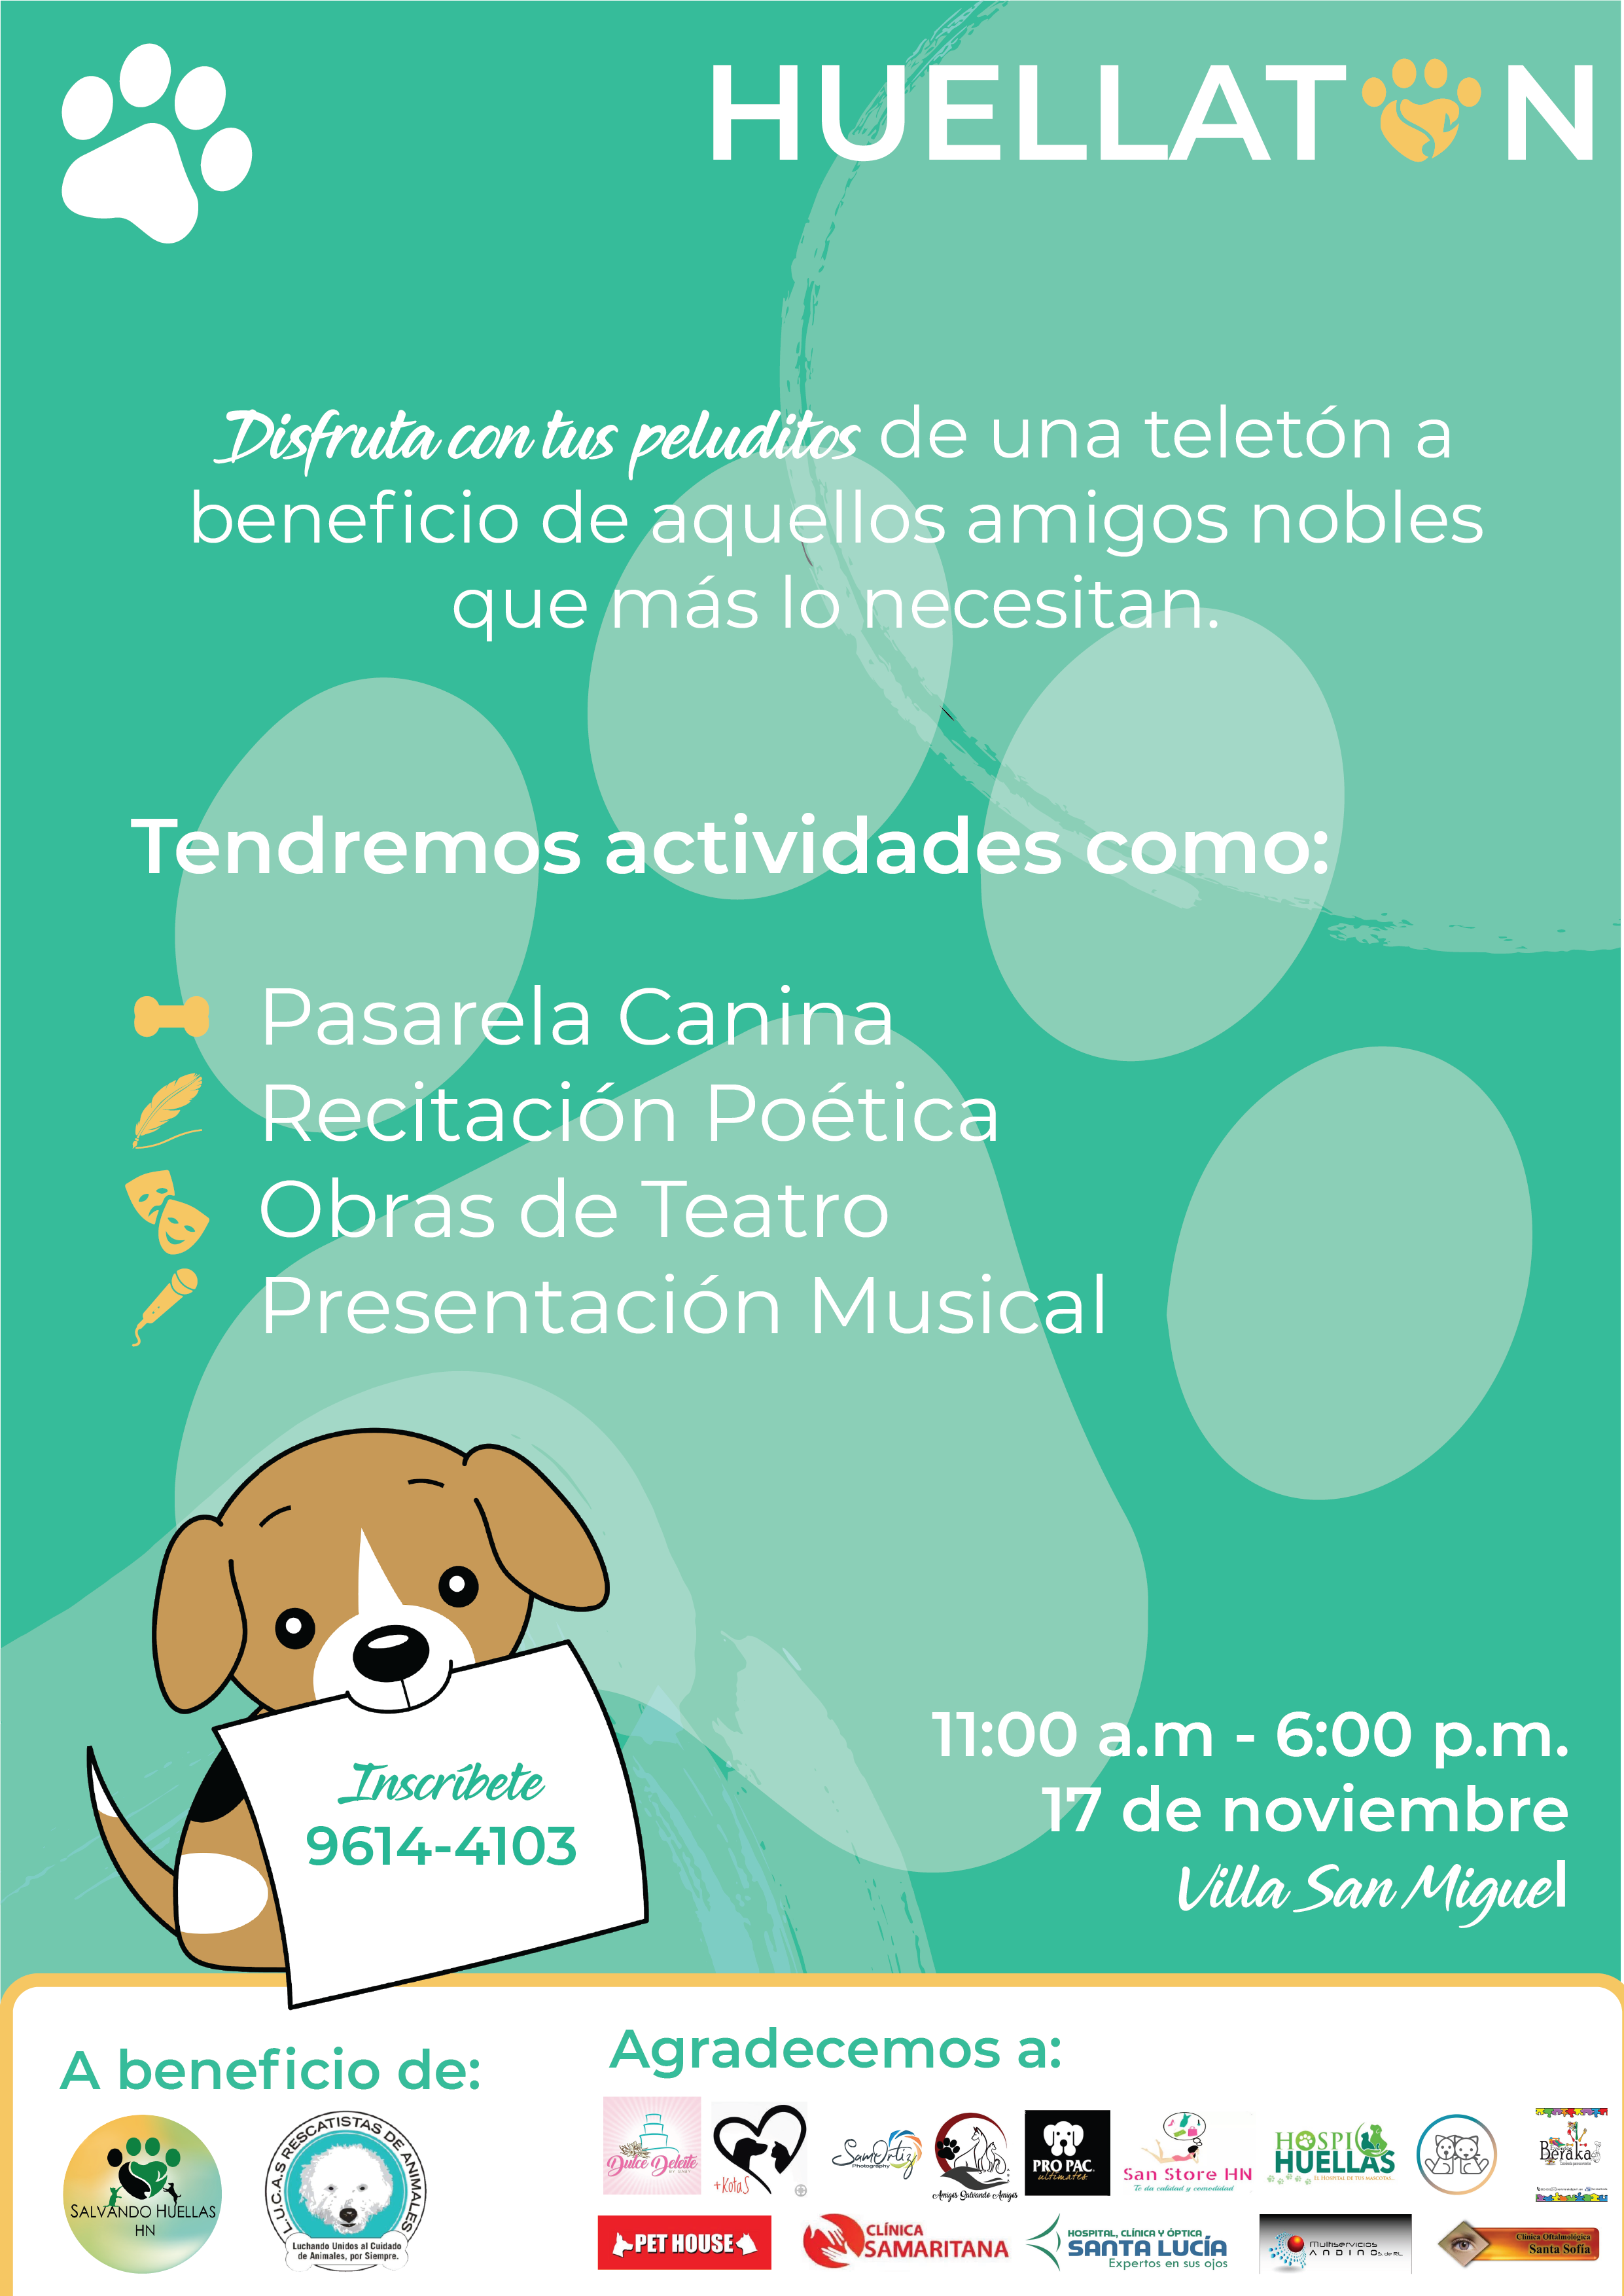 HUELLATON
Disfruta con tus peluditos de una teletón a
beneficio de aquellos amigos nobles
que más lo necesitan.
Tendremos actividades como:
Pasarela Canina
Recitación Poética
Obras de Teatro
Presentación Musical
Inscríbete
9614-4103
11:00 a.m - 6:00 p.m.
17 de noviembre
Villa San Miguel
A beneficio de:
SALVANDO HUELLAS
HN
L.U.C.A.S RESCATISTAS DE ANIMALES
Luchando Unidos al Cuidado
de Animales, por Siempre.
Agradecemos a:
Dulce Deleite
+KotaS
SamOrtiz
Photography
Amigos Salvando Amigos
PRO PAC
ultimates
San Store HN
Te da calidad y comodidad
HOSPI
HUELLAS
EL HOSPITAL DE TUS MASCOTAS...
Beraka
PET HOUSE
CLÍNICA
SAMARITANA
HOSPITAL, CLÍNICA Y ÓPTICA
SANTA LUCÍA
Expertos en sus ojos
Multiservicios
ANDINO S. de R.L.
Clínica Oftalmológica
Santa Sofía